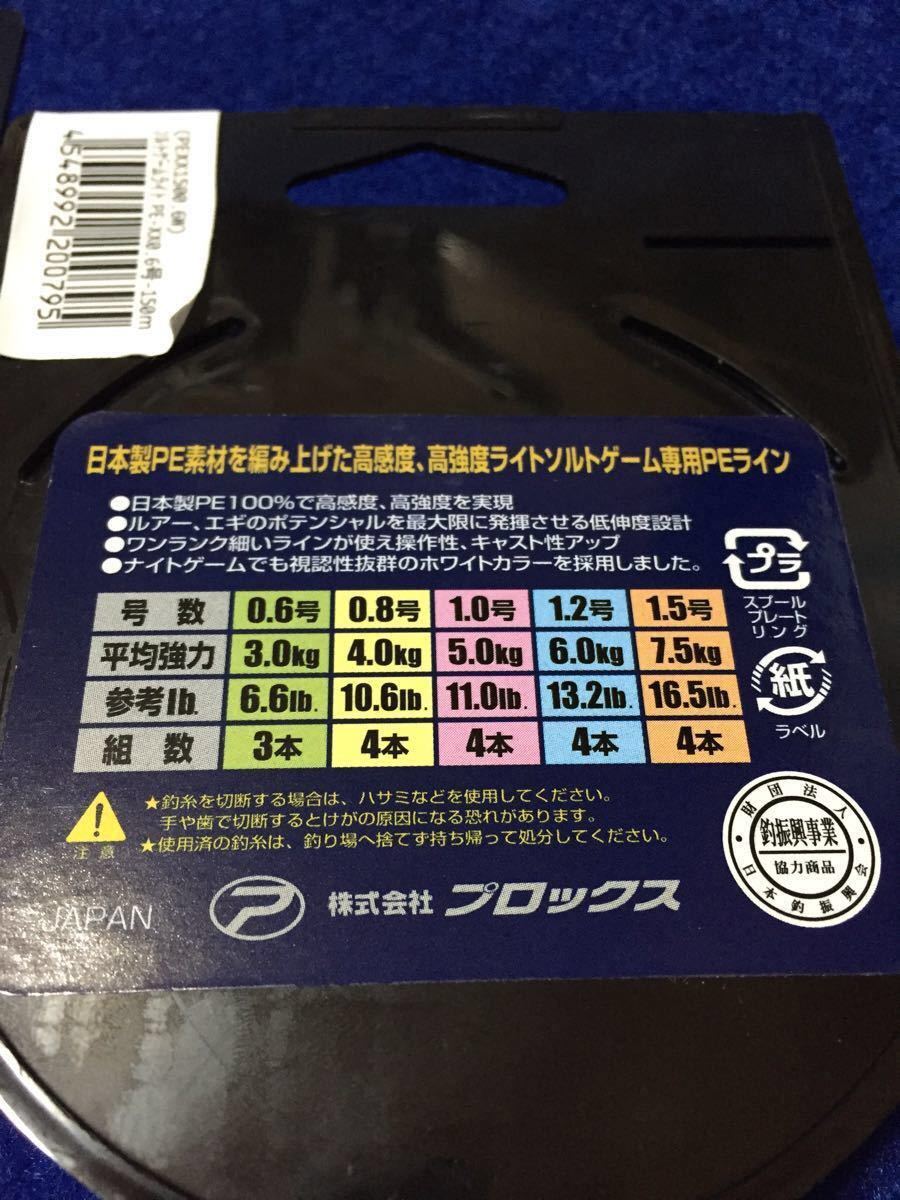 4548992200795
日本製PE素材を編み上げた高感度、高強度ライトソルトゲーム専用PEライン
●日本製PE100%で高感度、高強度を実現
●ルアー、エギのポテンシャルを最大限に発揮させる低伸度設計
●ワンランク細いラインが使え操作性、キャスト性アップ
●ナイトゲームでも視認性抜群のホワイトカラーを採用しました。
号 数 0.6号 0.8号 1.0号 1.2号 1.5号
平均強力 3.0kg 4.0kg 5.0kg 6.0kg 7.5kg
参考lb. 6.6lb. 10.6lb. 11.0lb. 13.2lb. 16.5lb.
組 数 3本 4本 4本 4本 4本
プラ
スプール
プレート
リング
紙
ラベル
注意
★釣糸を切断する場合は、ハサミなどを使用してください。
手や歯で切断するとけがの原因になる恐れがあります。
★使用済の釣糸は、釣り場へ捨てず持ち帰って処分してください。
JAPAN
株式会社 プロックス
財団法人
釣振興事業
協力商品
日本釣振興会